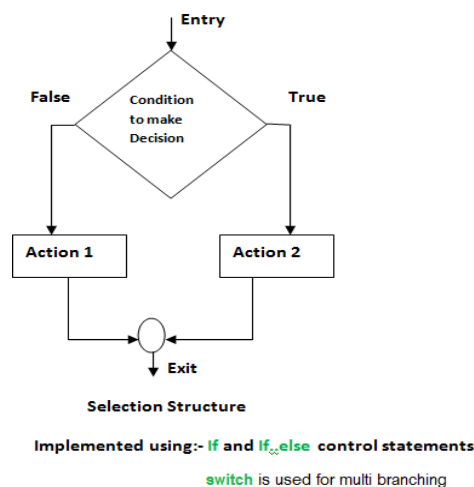 Entry
False
True
Condition
to make
Decision
Action 1
Action 2
Exit
Selection Structure
Implemented using:- If and If..else control statements
switch is used for multi branching